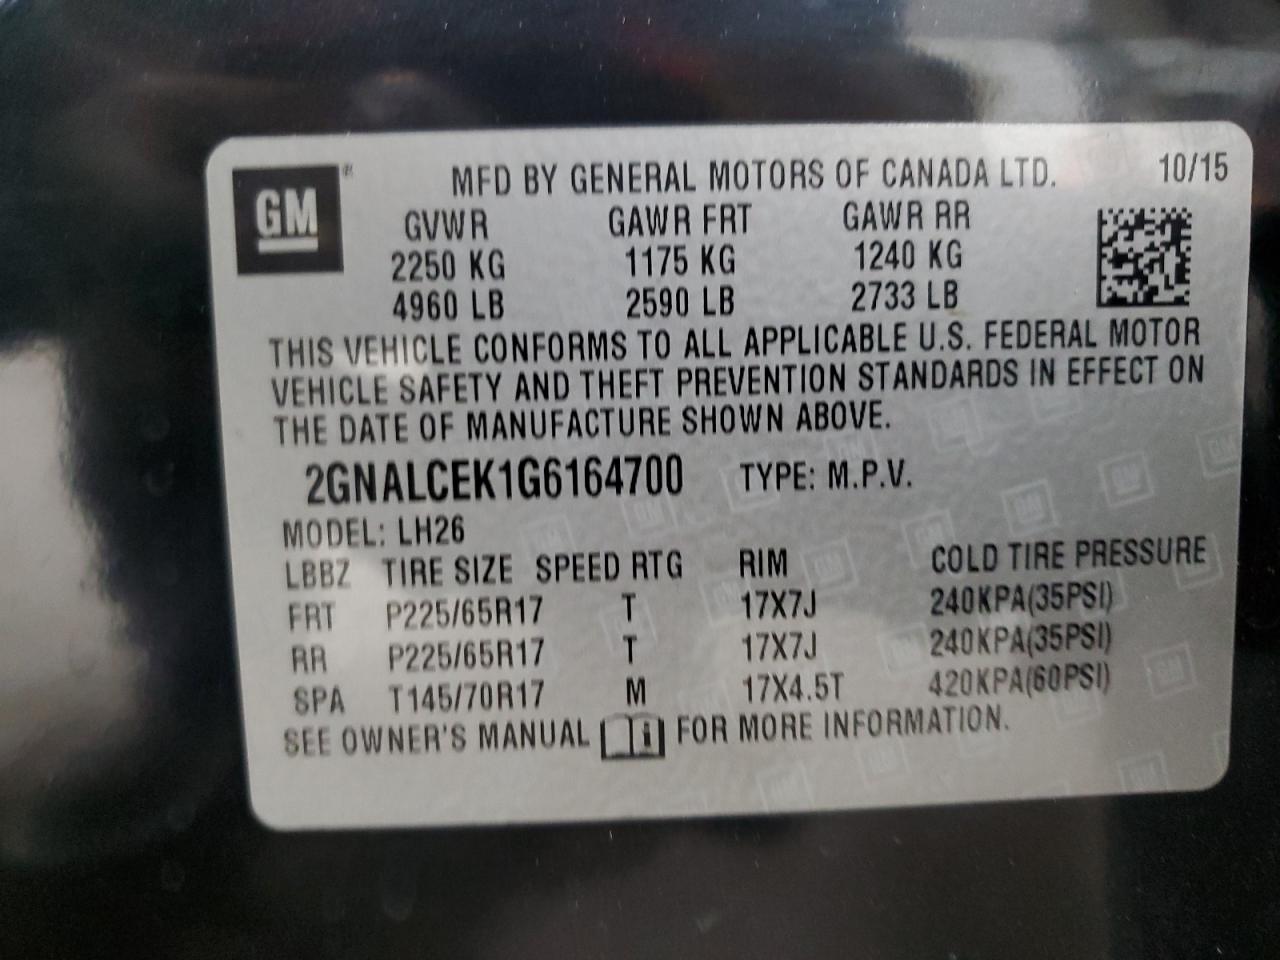 GM ® MFD BY GENERAL MOTORS OF CANADA LTD. 10/15
GVWR GAWR FRT GAWR RR
2250 KG 1175 KG 1240 KG
4960 LB 2590 LB 2733 LB
THIS VEHICLE CONFORMS TO ALL APPLICABLE U.S. FEDERAL MOTOR
VEHICLE SAFETY AND THEFT PREVENTION STANDARDS IN EFFECT ON
THE DATE OF MANUFACTURE SHOWN ABOVE.
2GNALCEK1G6164700 TYPE: M.P.V.
MODEL: LH26
LBBZ TIRE SIZE SPEED RTG RIM COLD TIRE PRESSURE
FRT P225/65R17 T 17X7J 240KPA(35PSI)
RR P225/65R17 T 17X7J 240KPA(35PSI)
SPA T145/70R17 M 17X4.5T 420KPA(60PSI)
SEE OWNER'S MANUAL i FOR MORE INFORMATION.